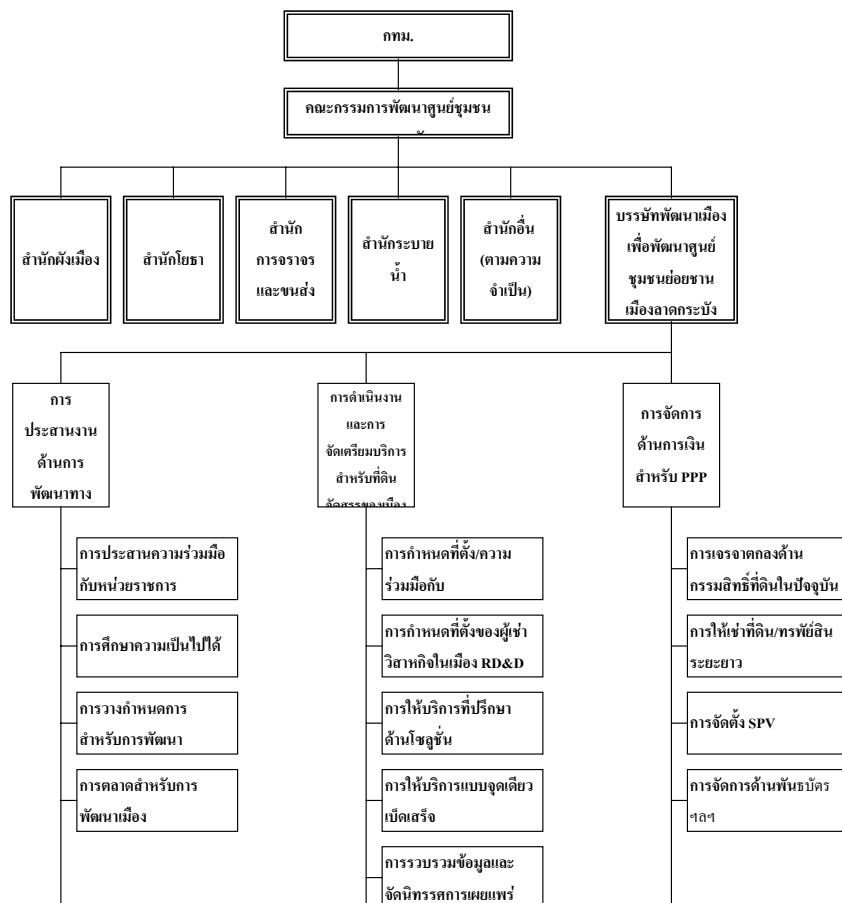 กทม.
คณะกรรมการพัฒนาศูนย์ชุมชน
สำนักผังเมือง
สำนักโยธา
สำนัก
การจราจร
และขนส่ง
สำนักระบาย
น้ำ
สำนักอื่น
(ตามความ
จำเป็น)
บรรษัทพัฒนาเมือง
เพื่อพัฒนาศูนย์
ชุมชนย่อยชาน
เมืองลาดกระบัง
การ
ประสานงาน
ด้านการ
พัฒนาทาง
การดำเนินงาน
และการ
จัดเตรียมบริการ
สำหรับที่ดิน
จัดสรรของเมือง
การจัดการ
ด้านการเงิน
สำหรับ PPP
การประสานความร่วมมือ
กับหน่วยราชการ
การศึกษาความเป็นไปได้
การวางกำหนดการ
สำหรับการพัฒนา
การตลาดสำหรับการ
พัฒนาเมือง
การกำหนดที่ตั้ง/ความ
ร่วมมือกับ
การกำหนดที่ตั้งของผู้เช่า
วิสาหกิจในเมือง RD&D
การให้บริการที่ปรึกษา
ด้านโซลูชั่น
การให้บริการแบบจุดเดียว
เบ็ดเสร็จ
การรวบรวมข้อมูลและ
จัดนิทรรศการเผยแพร่
การเจรจาตกลงด้าน
กรรมสิทธิ์ที่ดินในปัจจุบัน
การให้เช่าที่ดิน/ทรัพย์สิน
ระยะยาว
การจัดตั้ง SPV
การจัดการด้านพันธบัตร
ฯลฯ